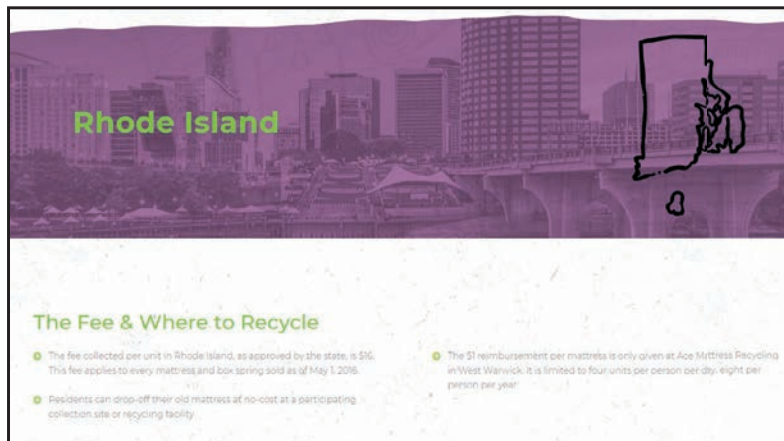 Rhode Island
The Fee & Where to Recycle
The fee collected per unit in Rhode Island, as approved by the state, is $16.
This fee applies to every mattress and box spring sold as of May 1, 2016.
Residents can drop-off their old mattress at no-cost at a participating
collection site or recycling facility
The $1 reimbursement per mattress is only given at Ace Mattress Recycling
in West Warwick. It is limited to four units per person per day, eight per
person per year